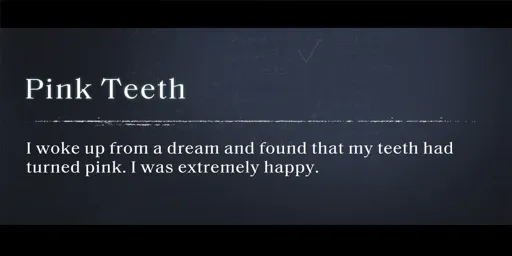 Pink Teeth
I woke up from a dream and found that my teeth had
turned pink. I was extremely happy.